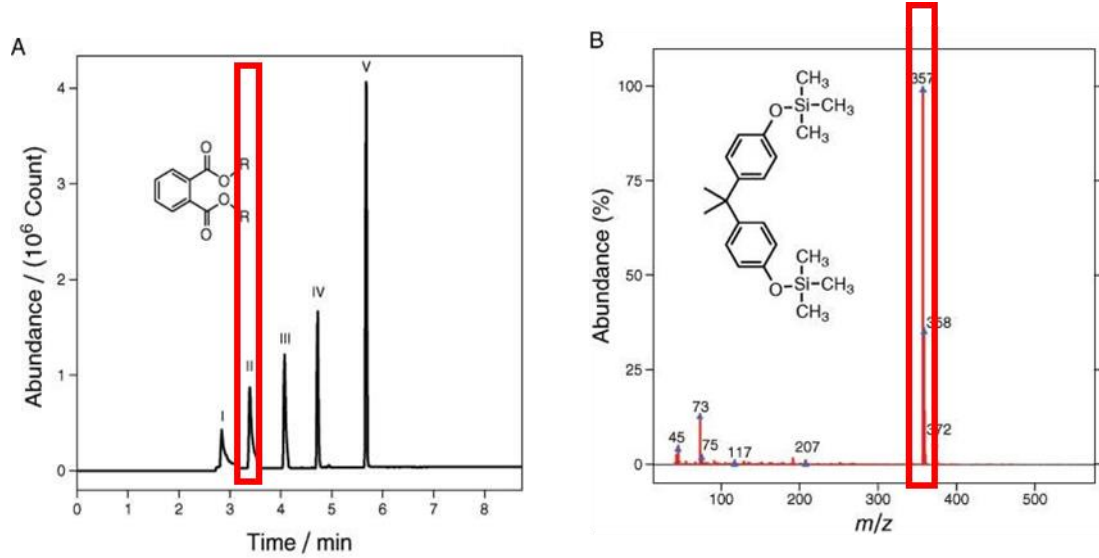 A
Abundance / (10⁶ Count)
4
3
2
1
0
0 1 2 3 4 5 6 7 8
Time / min
I
II
III
IV
V
O
O
R
O
R
O
B
Abundance (%)
100
75
50
25
0
100 200 300 400 500
m/z
CH₃
O—Si—CH₃
CH₃
CH₃
O—Si—CH₃
CH₃
357
358
372
73
45
75
117
207